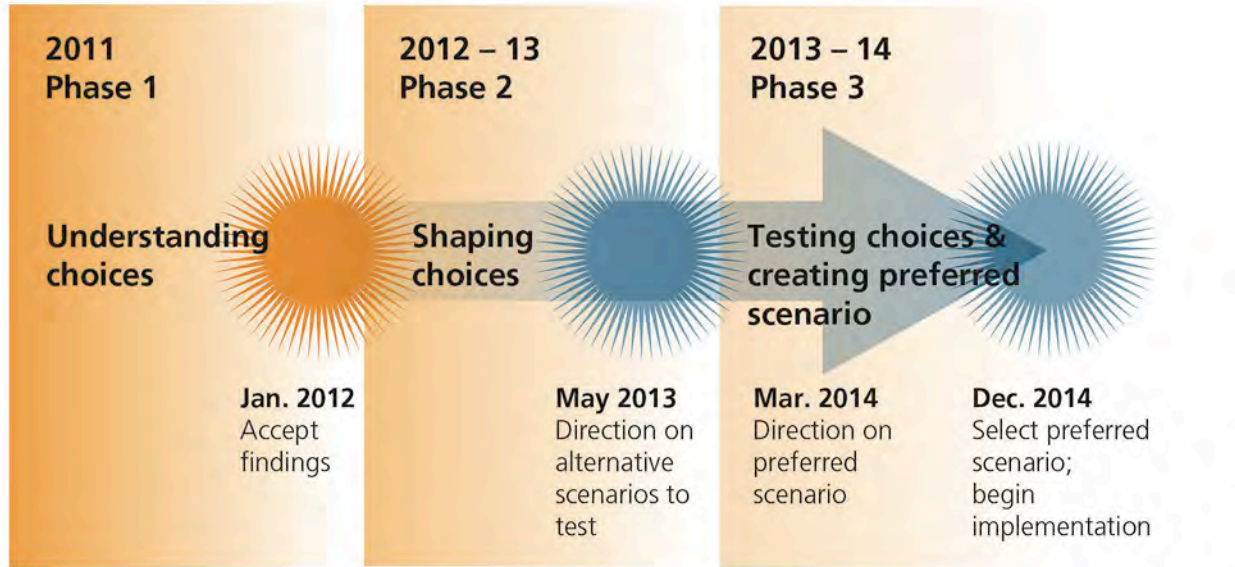 2011
Phase 1
2012 – 13
Phase 2
2013 – 14
Phase 3
Understanding
choices
Shaping
choices
Testing choices &
creating preferred
scenario
Jan. 2012
Accept
findings
May 2013
Direction on
alternative
scenarios to
test
Mar. 2014
Direction on
preferred
scenario
Dec. 2014
Select preferred
scenario;
begin
implementation